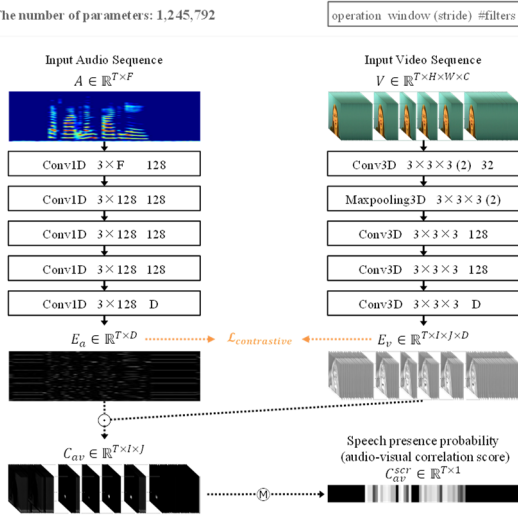 he number of parameters: 1,245,792
operation window (stride) #filters
Input Audio Sequence
A ∈ ℝ^{T×F}
Input Video Sequence
V ∈ ℝ^{T×H×W×C}
Conv1D 3×F 128
Conv1D 3×128 128
Conv1D 3×128 128
Conv1D 3×128 128
Conv1D 3×128 D
Conv3D 3×3×3 (2) 32
Maxpooling3D 3×3×3 (2)
Conv3D 3×3×3 128
Conv3D 3×3×3 128
Conv3D 3×3×3 D
E_a ∈ ℝ^{T×D}
ℒ_{contrastive}
E_v ∈ ℝ^{T×I×J×D}
C_{av} ∈ ℝ^{T×I×J}
M
Speech presence probability
(audio-visual correlation score)
C_{av}^{scr} ∈ ℝ^{T×1}